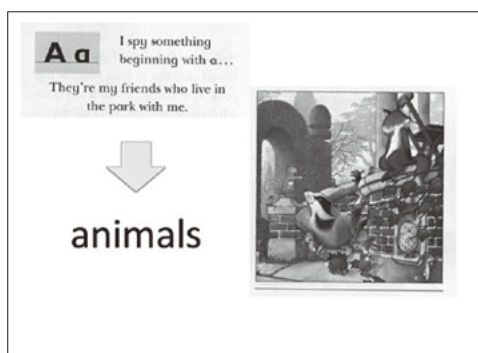 A a
I spy something
beginning with a...
They're my friends who live in
the park with me.
animals